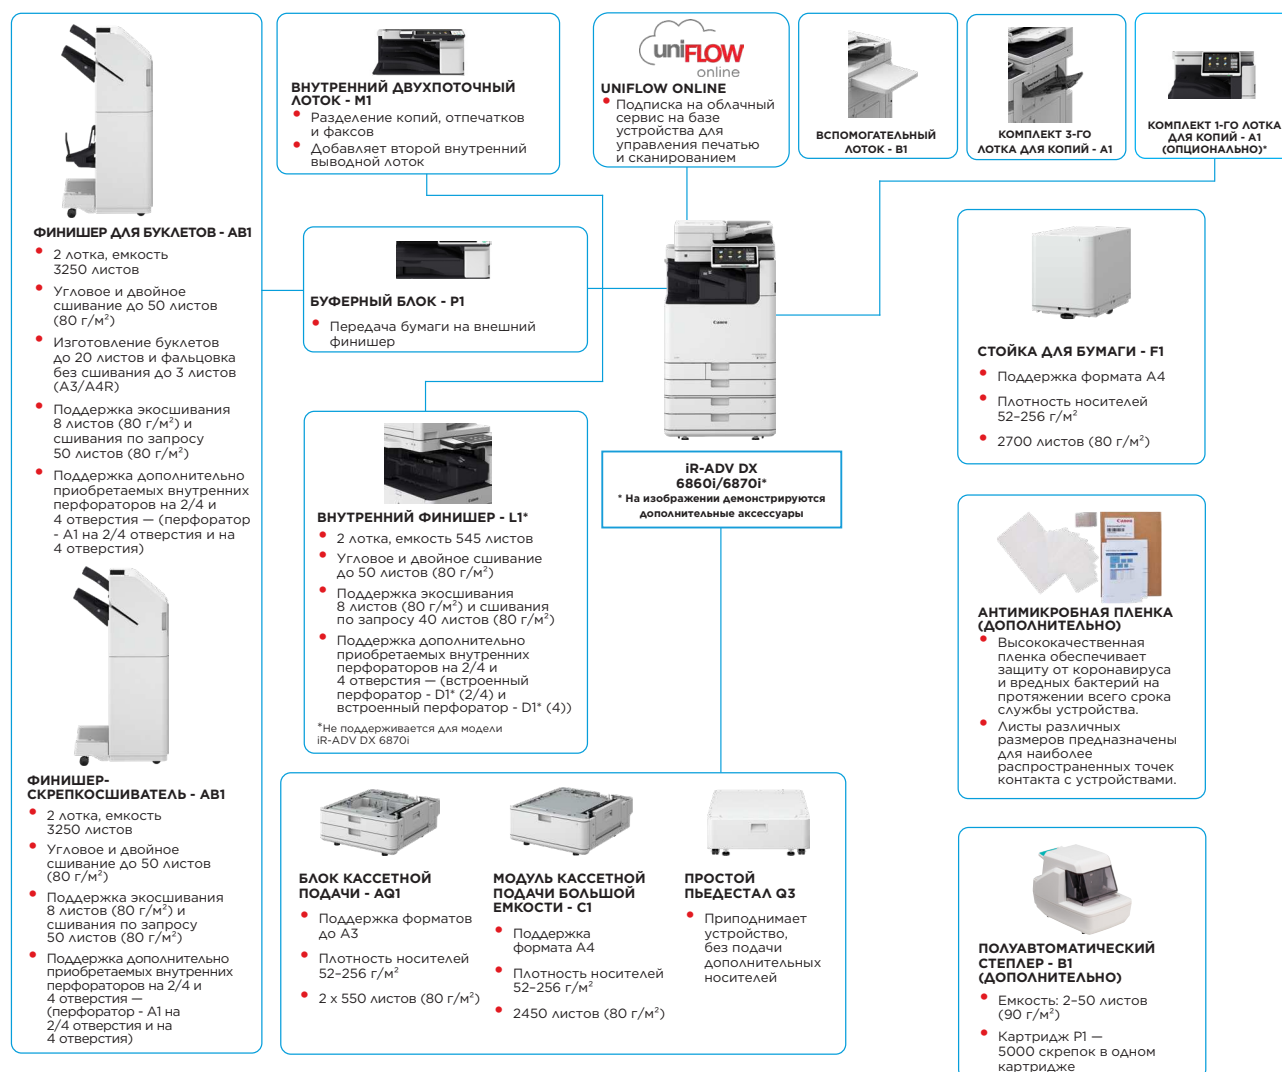 ФИНИШЕР ДЛЯ БУКЛЕТОВ - AB1
2 лотка, емкость
3250 листов
Угловое и двойное
сшивание до 50 листов
(80 г/м²)
Изготовление буклетов
до 20 листов и фальцовка
без сшивания до 3 листов
(A3/A4R)
Поддержка экосшивания
8 листов (80 г/м²) и
сшивания по запросу
50 листов (80 г/м²)
Поддержка дополнительно
приобретаемых внутренних
перфораторов на 2/4 и
4 отверстия — (перфоратор
- A1 на 2/4 отверстия и на
4 отверстия)
ФИНИШЕР-
СКРЕПКОСШИВАТЕЛЬ - AB1
2 лотка, емкость
3250 листов
Угловое и двойное
сшивание до 50 листов
(80 г/м²)
Поддержка экосшивания
8 листов (80 г/м²) и
сшивания по запросу
50 листов (80 г/м²)
Поддержка дополнительно
приобретаемых внутренних
перфораторов на 2/4 и
4 отверстия —
(перфоратор - A1 на
2/4 отверстия и на
4 отверстия)
ВНУТРЕННИЙ ДВУХПОТОЧНЫЙ
ЛОТОК - M1
Разделение копий, отпечатков
и факсов
Добавляет второй внутренний
выводной лоток
uniFLOW
online
UNIFLOW ONLINE
Подписка на облачный
сервис на базе
устройства для
управления печатью
и сканированием
ВСПОМОГАТЕЛЬНЫЙ
ЛОТОК - B1
КОМПЛЕКТ 3-ГО
ЛОТКА ДЛЯ КОПИЙ - A1
КОМПЛЕКТ 1-ГО ЛОТКА
ДЛЯ КОПИЙ - A1
(ОПЦИОНАЛЬНО)*
БУФЕРНЫЙ БЛОК - P1
Передача бумаги на внешний
финишер
Canon
iR-ADV DX
6860i/6870i*
* На изображении демонстрируются
дополнительные аксессуары
ВНУТРЕННИЙ ФИНИШЕР - L1*
2 лотка, емкость 545 листов
Угловое и двойное сшивание
до 50 листов (80 г/м²)
Поддержка экосшивания
8 листов (80 г/м²) и сшивания
по запросу 40 листов (80 г/м²)
Поддержка дополнительно
приобретаемых внутренних
перфораторов на 2/4 и
4 отверстия — (встроенный
перфоратор - D1* (2/4) и
встроенный перфоратор - D1* (4))
*Не поддерживается для модели
iR-ADV DX 6870i
БЛОК КАССЕТНОЙ
ПОДАЧИ - AQ1
Поддержка форматов
до A3
Плотность носителей
52–256 г/м²
2 x 550 листов (80 г/м²)
МОДУЛЬ КАССЕТНОЙ
ПОДАЧИ БОЛЬШОЙ
ЕМКОСТИ - C1
Поддержка
формата A4
Плотность носителей
52–256 г/м²
2450 листов (80 г/м²)
ПРОСТОЙ
ПЬЕДЕСТАЛ Q3
Приподнимает
устройство,
без подачи
дополнительных
носителей
СТОЙКА ДЛЯ БУМАГИ - F1
Поддержка формата A4
Плотность носителей
52–256 г/м²
2700 листов (80 г/м²)
Canon
АНТИМИКРОБНАЯ ПЛЕНКА
(ДОПОЛНИТЕЛЬНО)
Высококачественная
пленка обеспечивает
защиту от коронавируса
и вредных бактерий на
протяжении всего срока
службы устройства.
Листы различных
размеров предназначены
для наиболее
распространенных точек
контакта с устройствами.
ПОЛУАВТОМАТИЧЕСКИЙ
СТЕПЛЕР - B1
(ДОПОЛНИТЕЛЬНО)
Емкость: 2–50 листов
(90 г/м²)
Картридж P1 —
5000 скрепок в одном
картридже